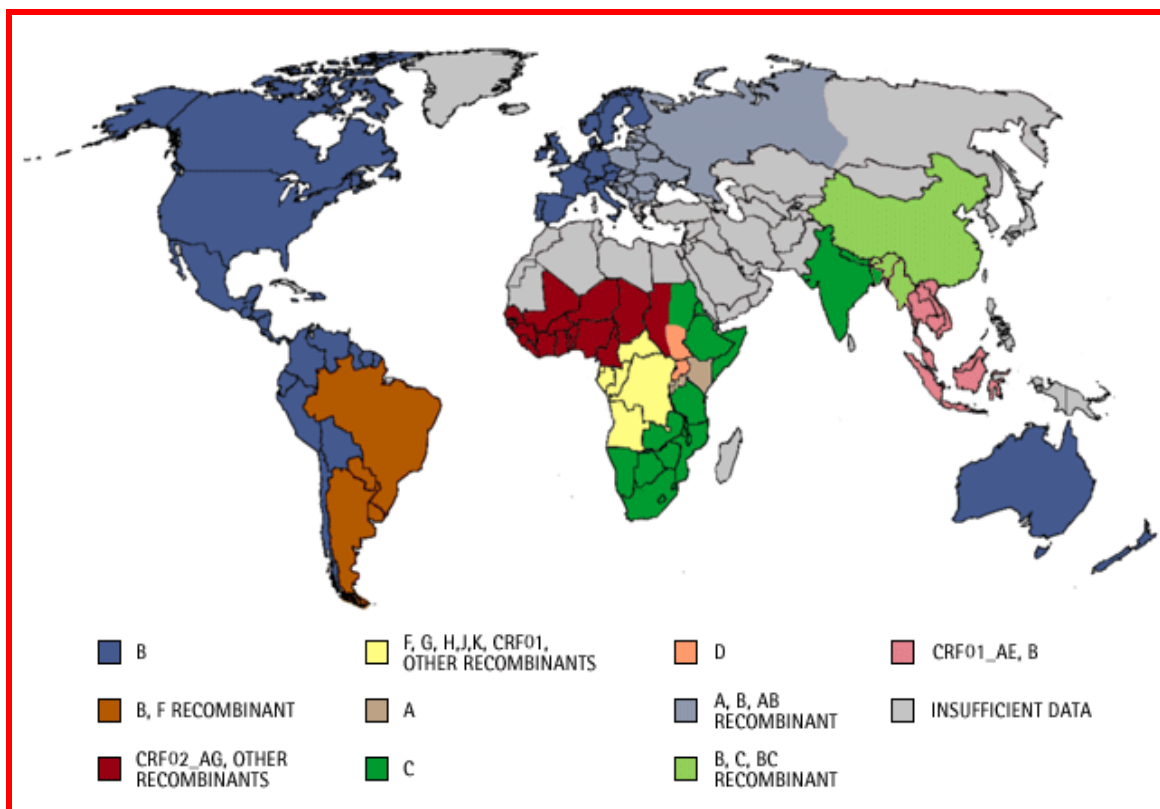 B
B, F RECOMBINANT
CRF02_AG, OTHER
RECOMBINANTS
F, G, H,J,K, CRF01,
OTHER RECOMBINANTS
A
C
D
A, B, AB
RECOMBINANT
B, C, BC
RECOMBINANT
CRF01_AE, B
INSUFFICIENT DATA